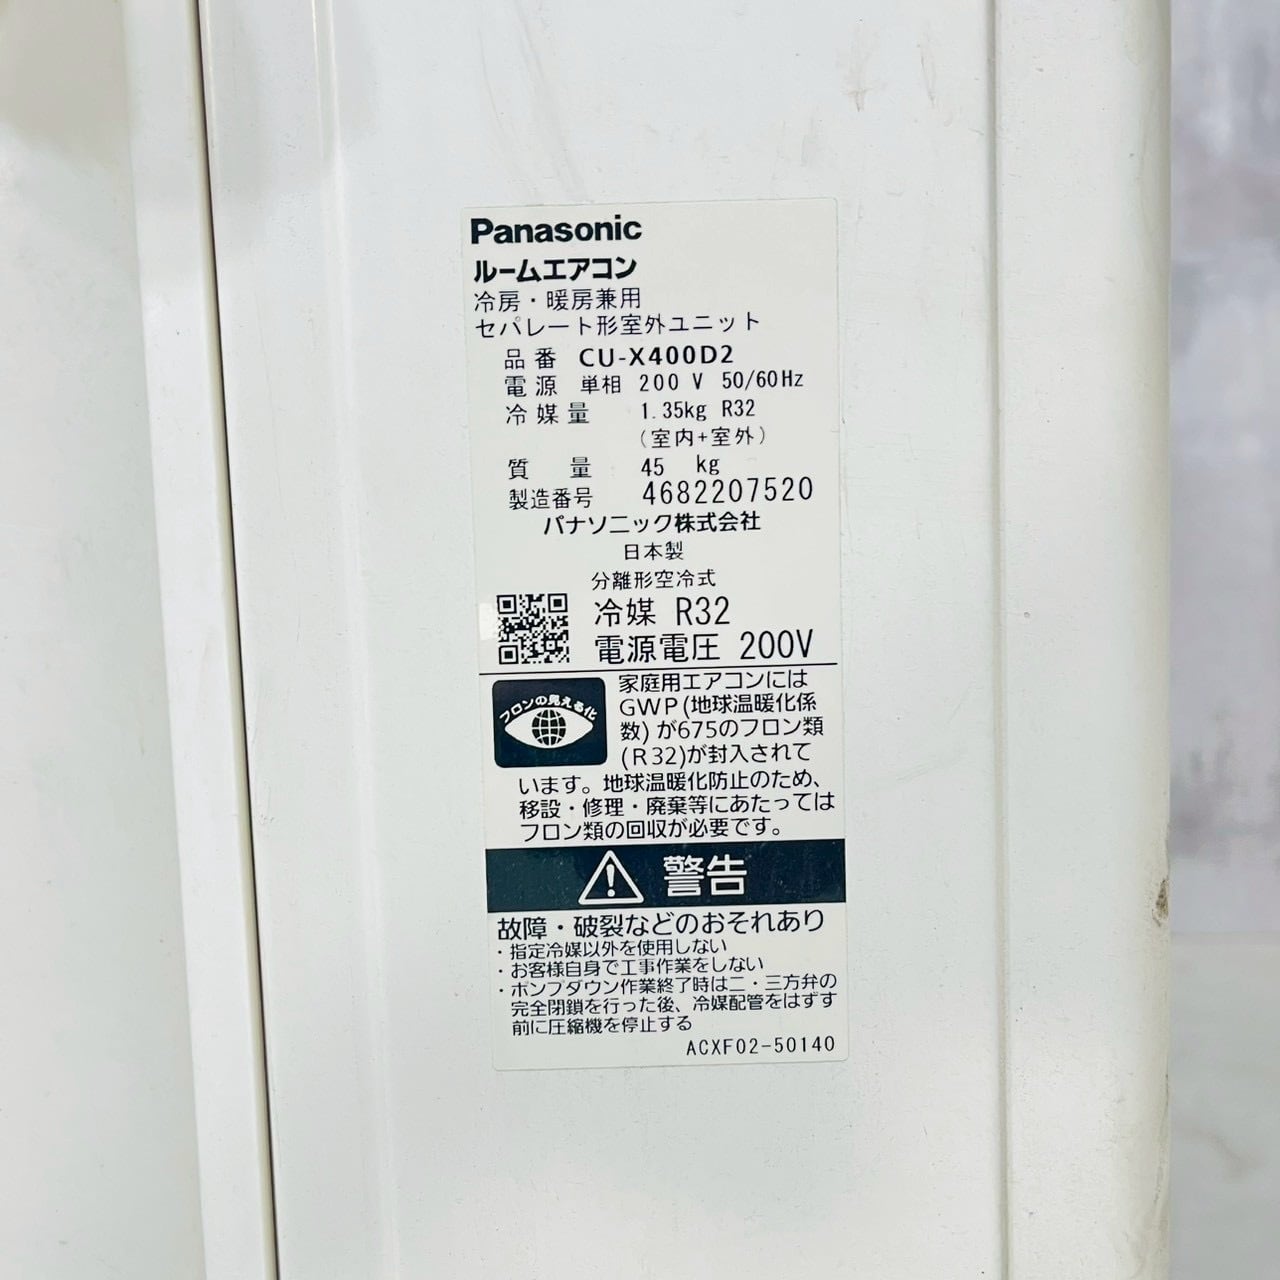 Panasonic
ルームエアコン
冷房・暖房兼用
セパレート形室外ユニット
品番 CU-X400D2
電源 単相 200 V 50/60Hz
冷媒量 1.35kg R32
(室内+室外)
質量 45 kg
製造番号 4682207520
パナソニック株式会社
日本製
分離形空冷式
冷媒 R32
電源電圧 200V
フロンの見える化
家庭用エアコンには
GWP(地球温暖化係
数)が675のフロン類
(R32)が封入されて
います。地球温暖化防止のため、
移設・修理・廃棄等にあたっては
フロン類の回収が必要です。
警告
故障・破裂などのおそれあり
・指定冷媒以外を使用しない
・お客様自身で工事作業をしない
・ポンプダウン作業終了時は二・三方弁の
完全閉鎖を行った後、冷媒配管をはずす
前に圧縮機を停止する
ACXF02-50140